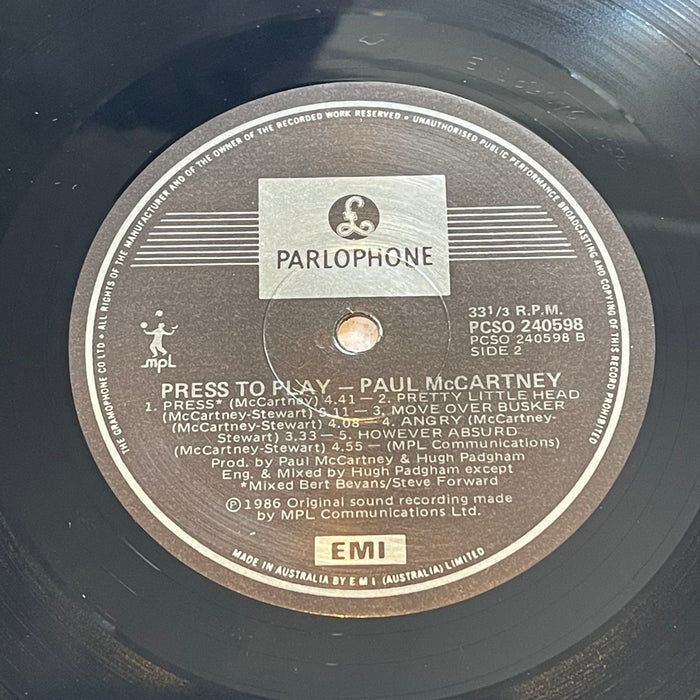 THE GRAMOPHONE CO LTD • ALL RIGHTS OF THE MANUFACTURER AND OF THE OWNER OF THE RECORDED WORK RESERVED • UNAUTHORISED PUBLIC PERFORMANCE BROADCASTING AND COPYING OF THIS RECORD PROHIBITED
£
PARLOPHONE
33 1/3 R.P.M.
PCSO 240598
PCSO 240598 B
SIDE 2
mpl
PRESS TO PLAY — PAUL McCARTNEY
1. PRESS* (McCartney) 4.41 — 2. PRETTY LITTLE HEAD
(McCartney-Stewart) 5.11 — 3. MOVE OVER BUSKER
(McCartney-Stewart) 4.08 — 4. ANGRY (McCartney-
Stewart) 3.33 — 5. HOWEVER ABSURD
(McCartney-Stewart) 4.55 — (MPL Communications)
Prod. by Paul McCartney & Hugh Padgham
Eng. & Mixed by Hugh Padgham except
*Mixed Bert Bevans/Steve Forward
Ⓟ 1986 Original sound recording made
by MPL Communications Ltd.
EMI
MADE IN AUSTRALIA BY E M I (AUSTRALIA) LIMITED